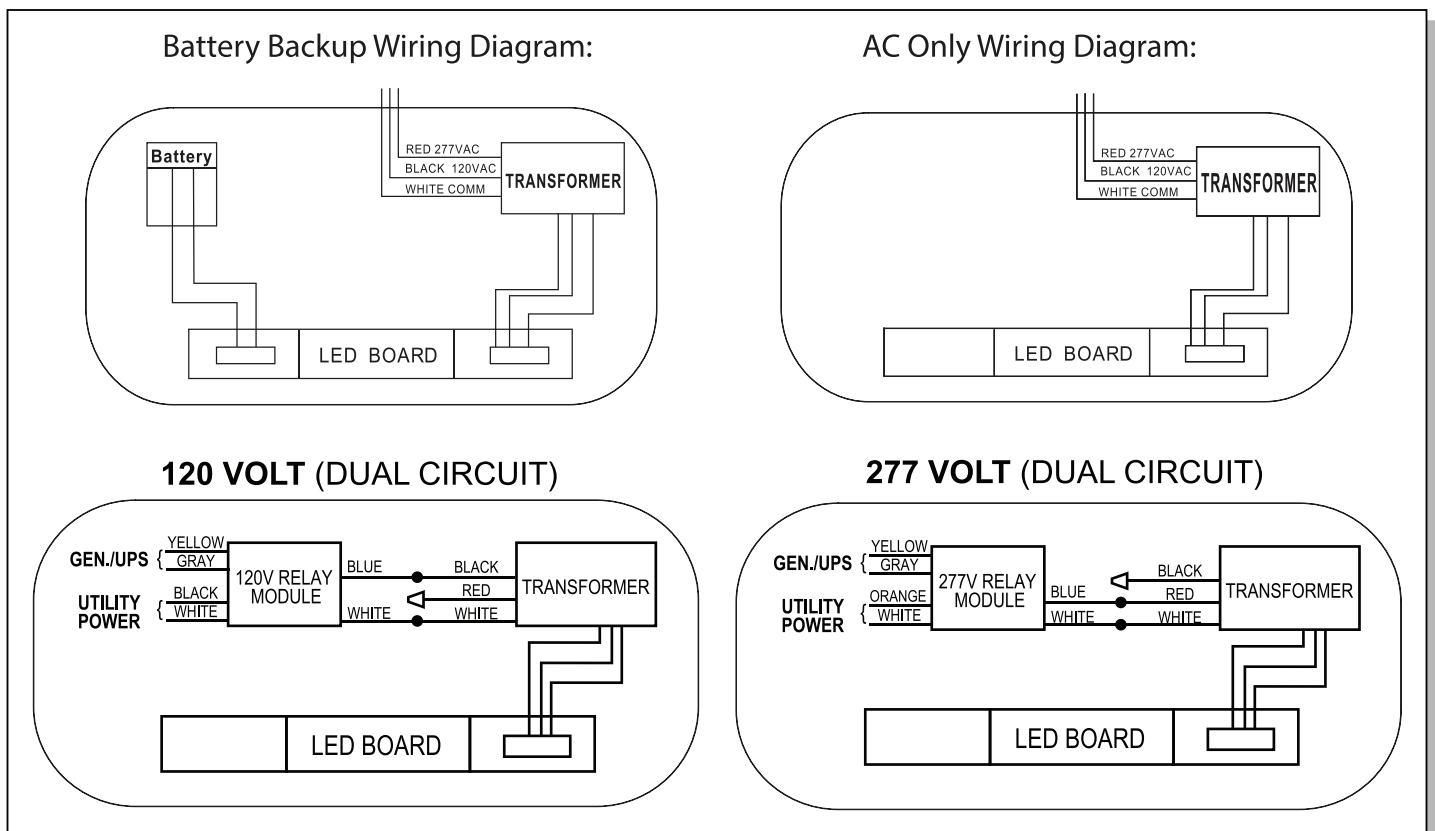 Battery Backup Wiring Diagram:
Battery
RED 277VAC
BLACK 120VAC
WHITE COMM
TRANSFORMER
LED BOARD
AC Only Wiring Diagram:
RED 277VAC
BLACK 120VAC
WHITE COMM
TRANSFORMER
LED BOARD
120 VOLT (DUAL CIRCUIT)
GEN./UPS {
YELLOW
GRAY
UTILITY
POWER {
BLACK
WHITE
120V RELAY
MODULE
BLUE
WHITE
BLACK
RED
WHITE
TRANSFORMER
LED BOARD
277 VOLT (DUAL CIRCUIT)
GEN./UPS {
YELLOW
GRAY
UTILITY
POWER {
ORANGE
WHITE
277V RELAY
MODULE
BLUE
WHITE
BLACK
RED
WHITE
TRANSFORMER
LED BOARD